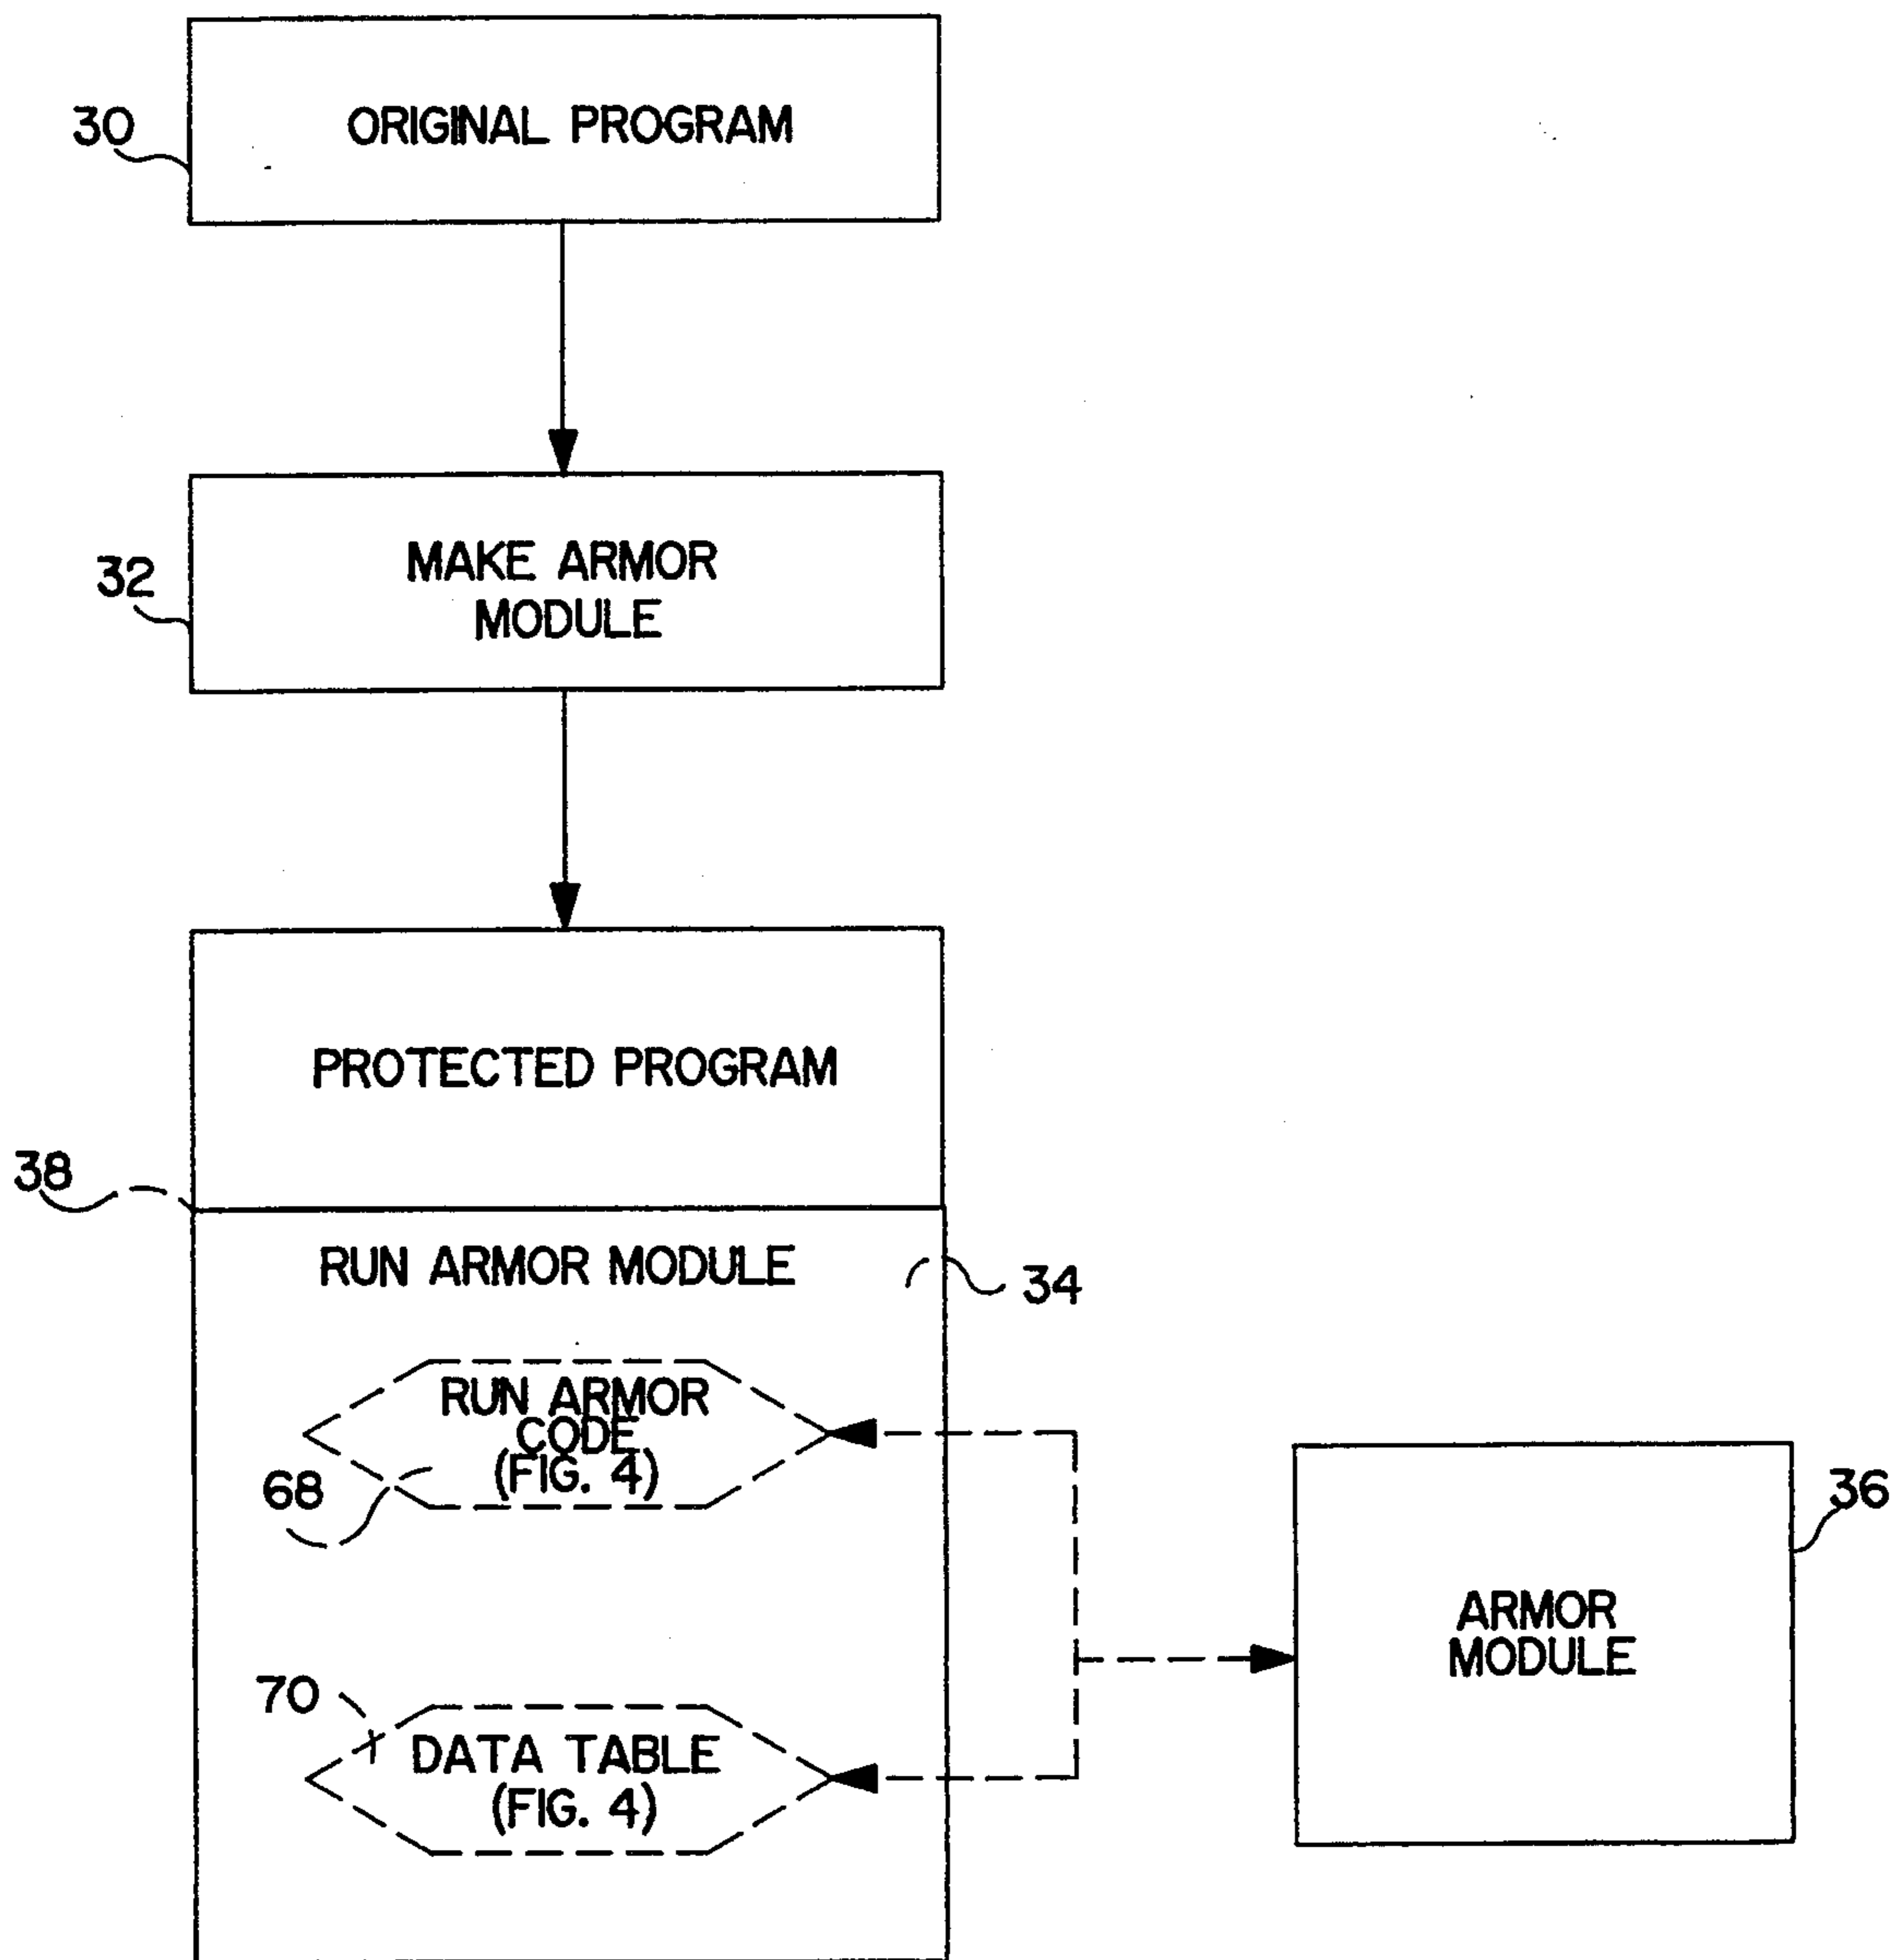 30
ORIGINAL PROGRAM
32
MAKE ARMOR
MODULE
PROTECTED PROGRAM
38
RUN ARMOR MODULE
34
RUN ARMOR
CODE
(FIG. 4)
68
36
ARMOR
MODULE
70
DATA TABLE
(FIG. 4)